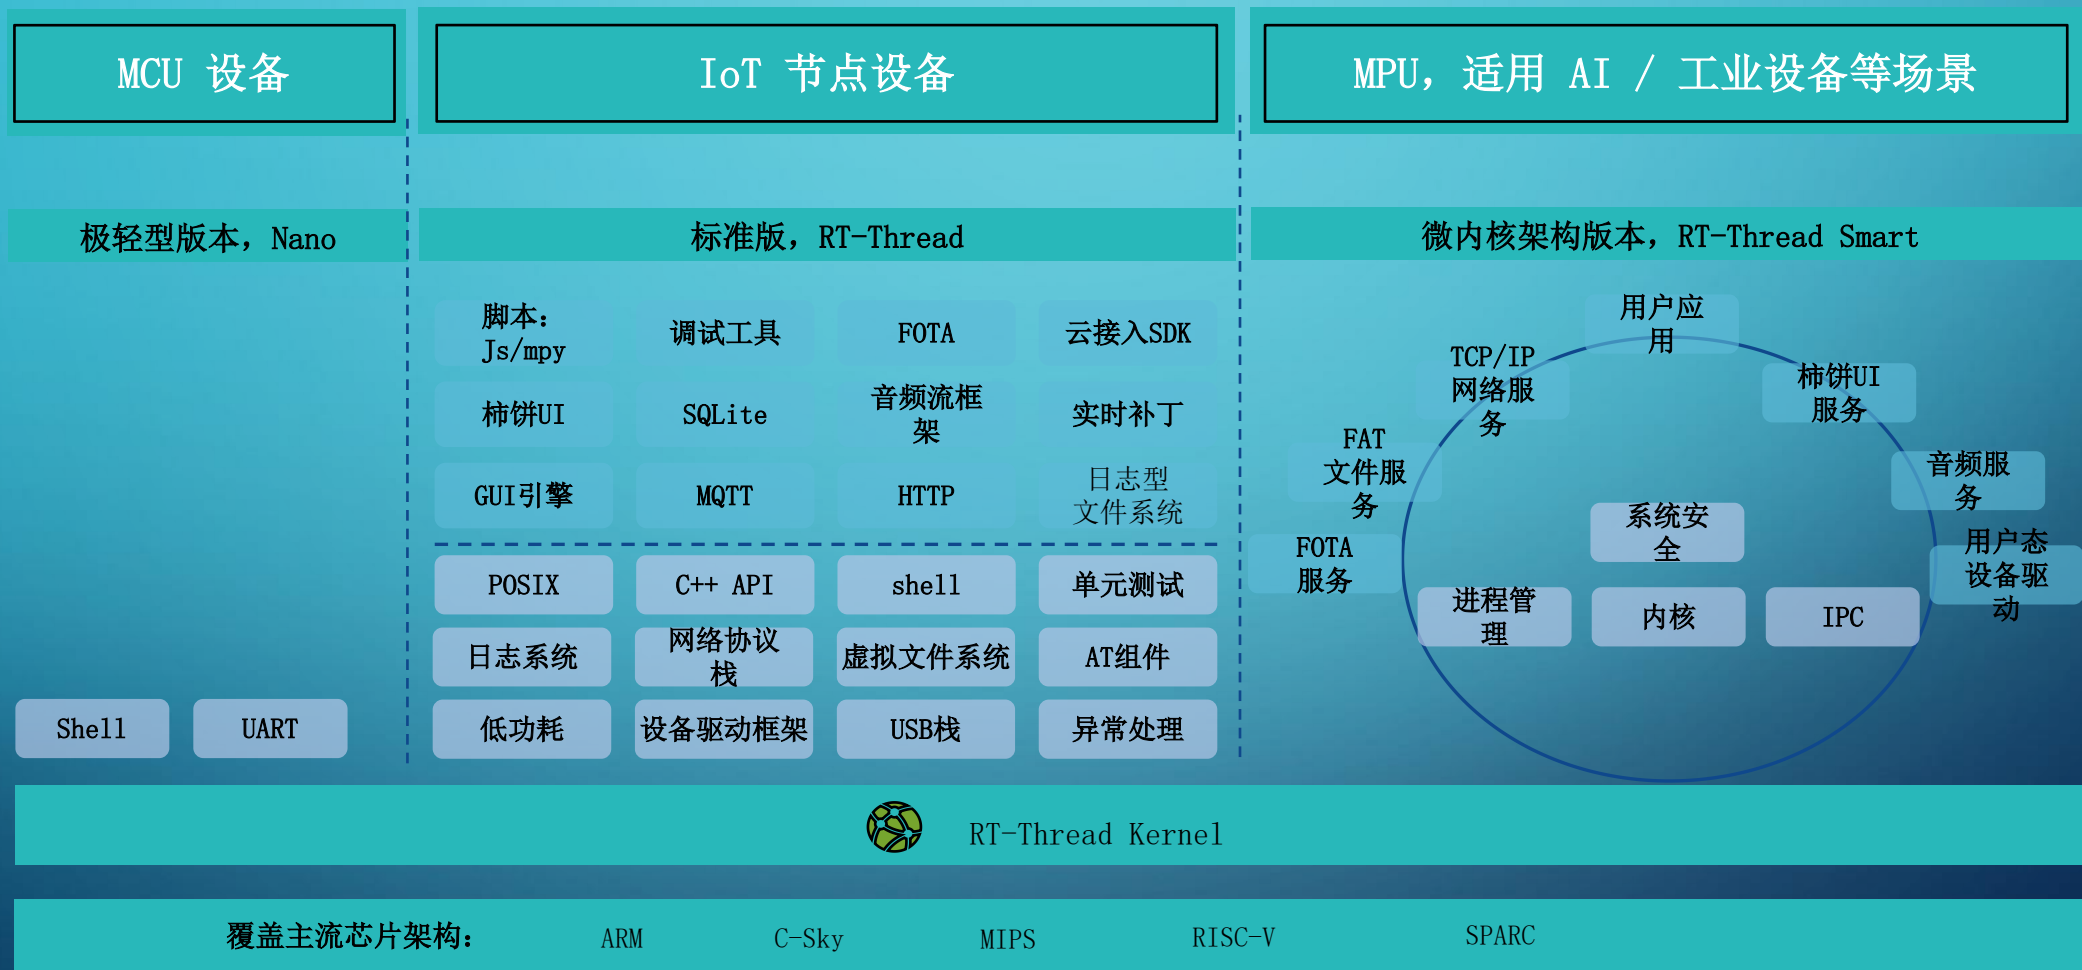 MCU 设备
IoT 节点设备
MPU，适用 AI / 工业设备等场景
极轻型版本，Nano
标准版，RT-Thread
微内核架构版本，RT-Thread Smart
脚本：
Js/mpy
调试工具
FOTA
云接入SDK
柿饼UI
SQLite
音频流框
架
实时补丁
GUI引擎
MQTT
HTTP
日志型
文件系统
POSIX
C++ API
shell
单元测试
日志系统
网络协议
栈
虚拟文件系统
AT组件
低功耗
设备驱动框架
USB栈
异常处理
Shell
UART
用户应
用
TCP/IP
网络服
务
柿饼UI
服务
FAT
文件服
务
音频服
务
FOTA
服务
用户态
设备驱
动
系统安
全
进程管
理
内核
IPC
RT-Thread Kernel
覆盖主流芯片架构：
ARM
C-Sky
MIPS
RISC-V
SPARC